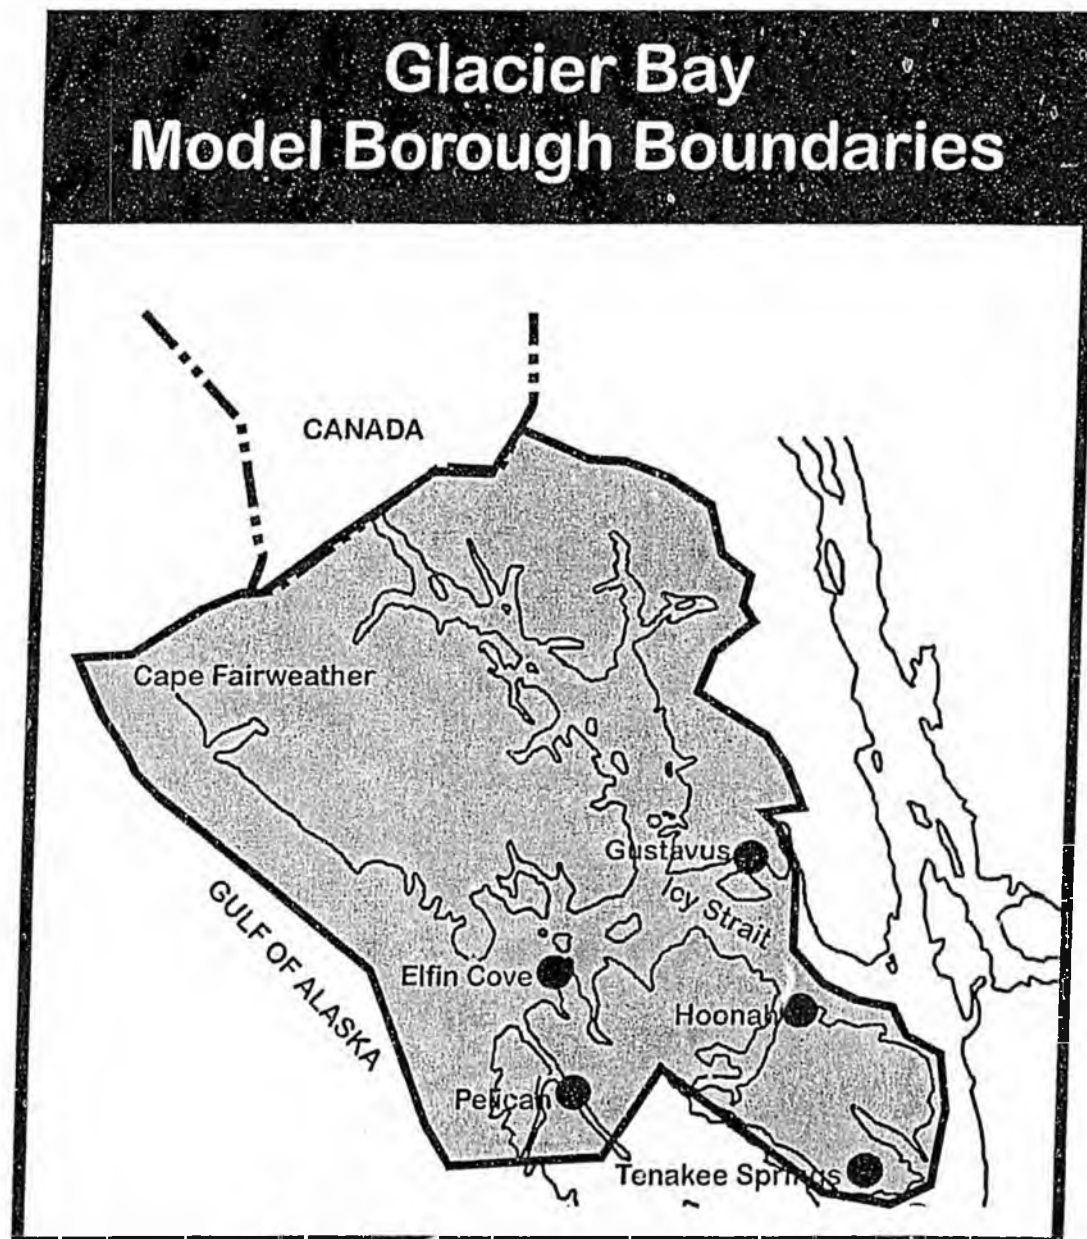 Glacier Bay
Model Borough Boundaries
CANADA
Cape Fairweather
Gustavus
Icy Strait
GULF OF ALASKA
Elfin Cove
Hoonah
Pelican
Tenakee Springs